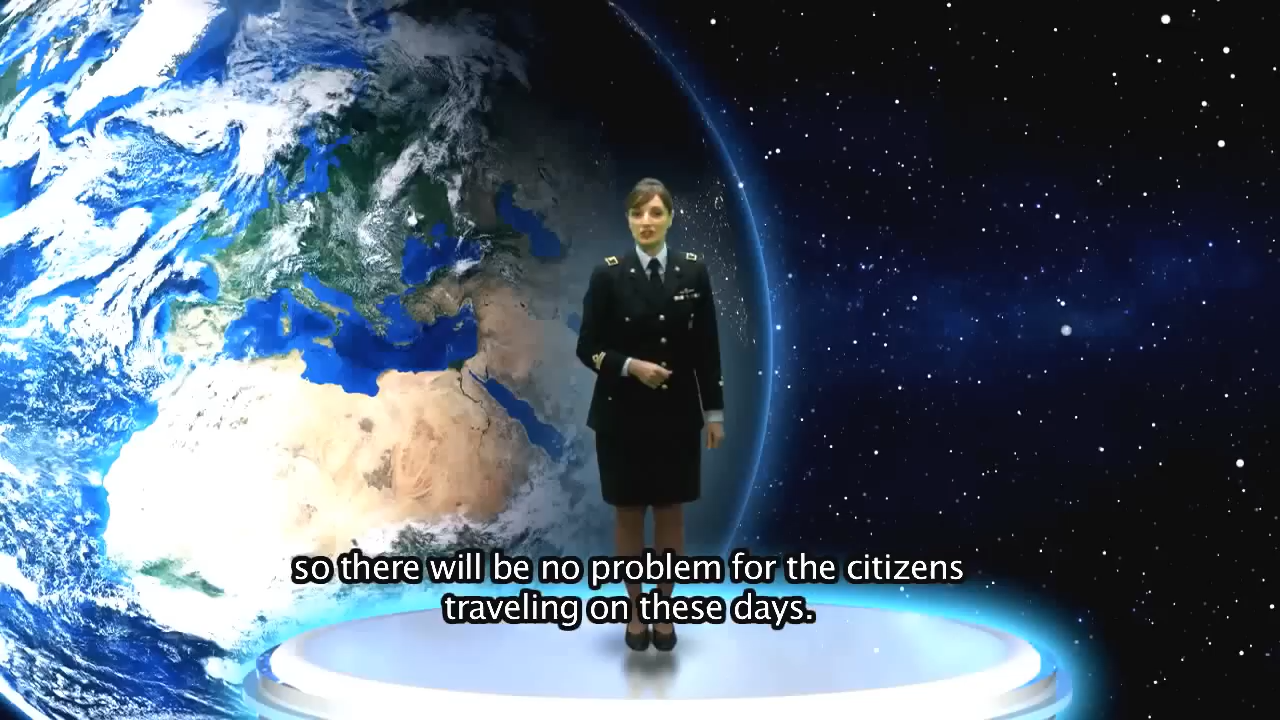 so there will be no problem for the citizens
traveling on these days.